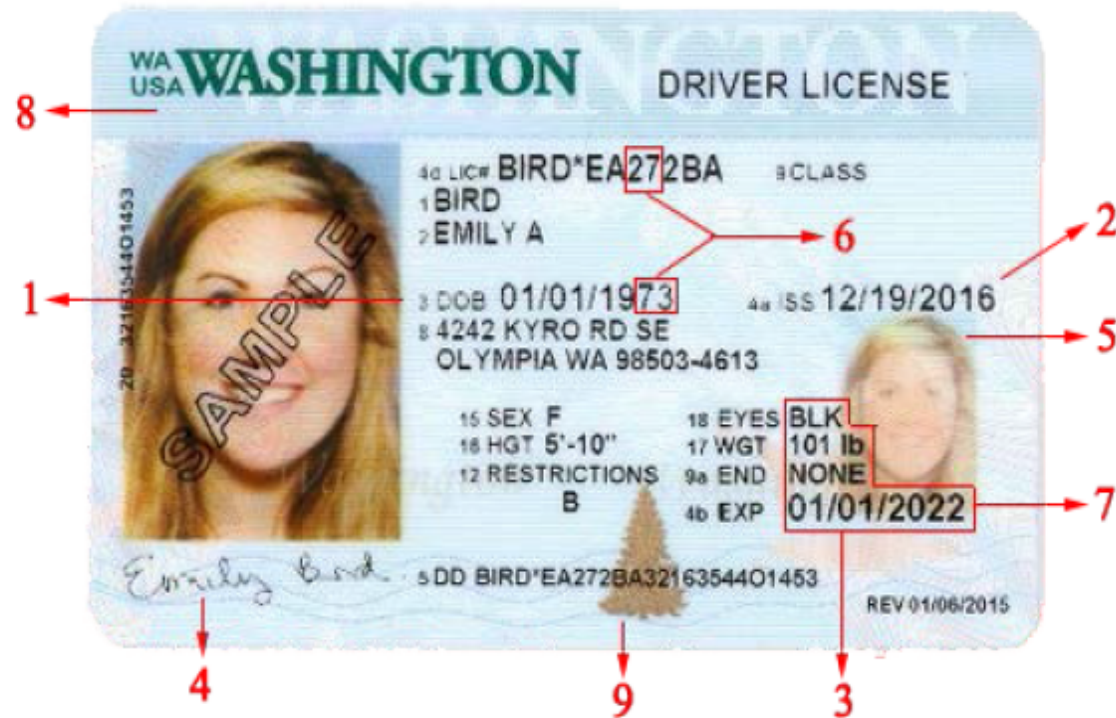 WA
USA WASHINGTON
DRIVER LICENSE
8
4d LIC# BIRD*EA272BA 9 CLASS
1 BIRD
2 EMILY A
6
2
1
3 DOB 01/01/1973 4a ISS 12/19/2016
8 4242 KYRO RD SE
OLYMPIA WA 98503-4613
5
20 32163544O1453
SAMPLE
15 SEX F 18 EYES BLK
16 HGT 5'-10" 17 WGT 101 lb
12 RESTRICTIONS 9a END NONE
B 4b EXP 01/01/2022
7
Emily Bird
5 DD BIRD*EA272BA32163544O1453
REV 01/06/2015
4
9
3